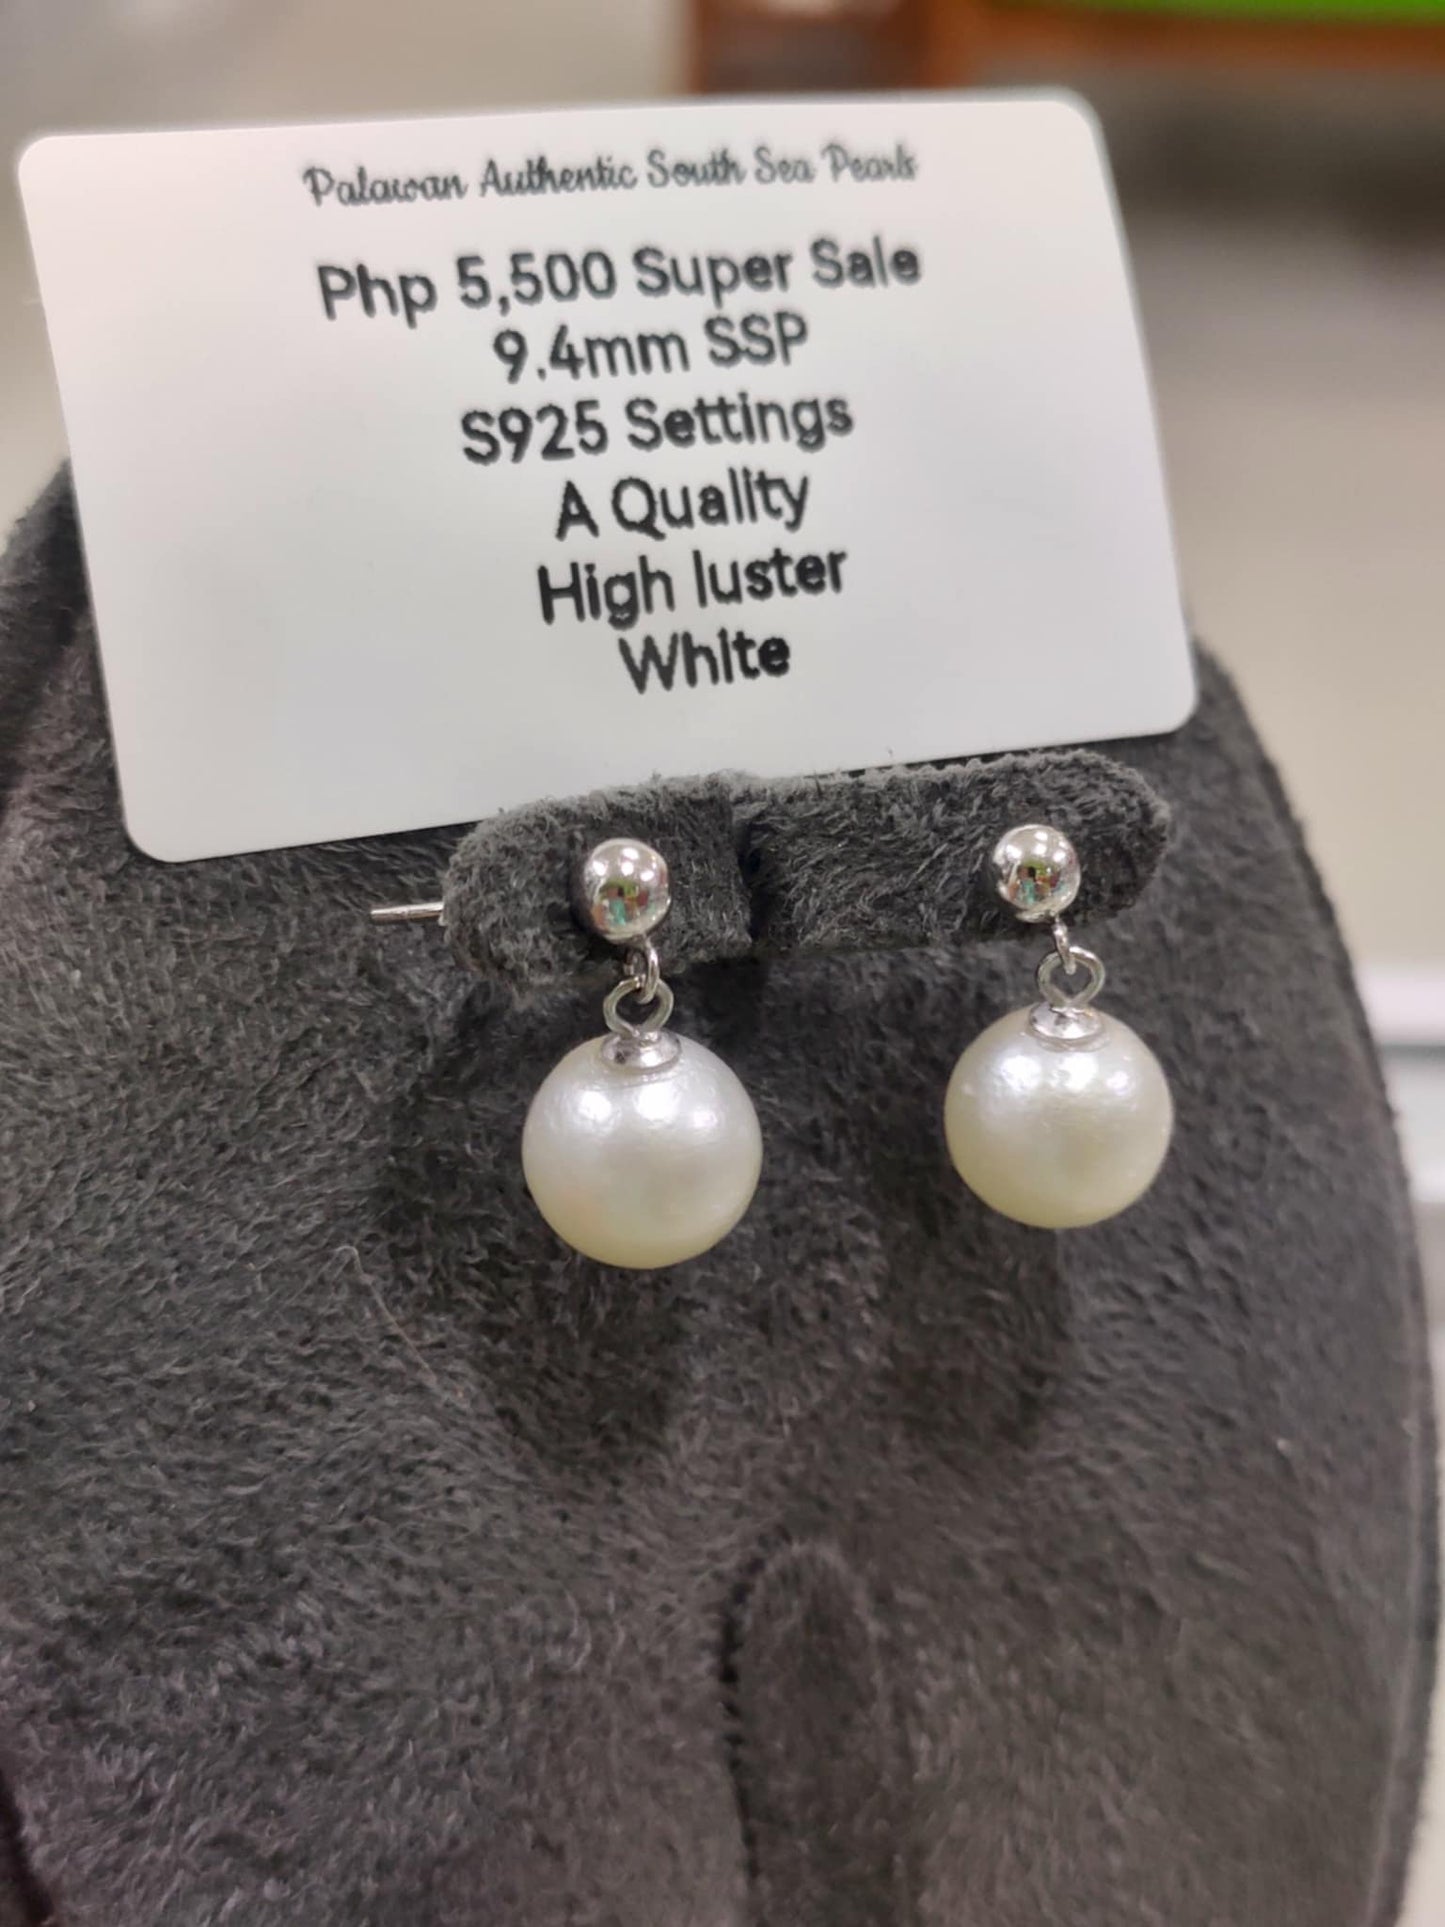 Palawan Authentic South Sea Pearls
Php 5,500 Super Sale
9.4mm SSP
S925 Settings
A Quality
High luster
White